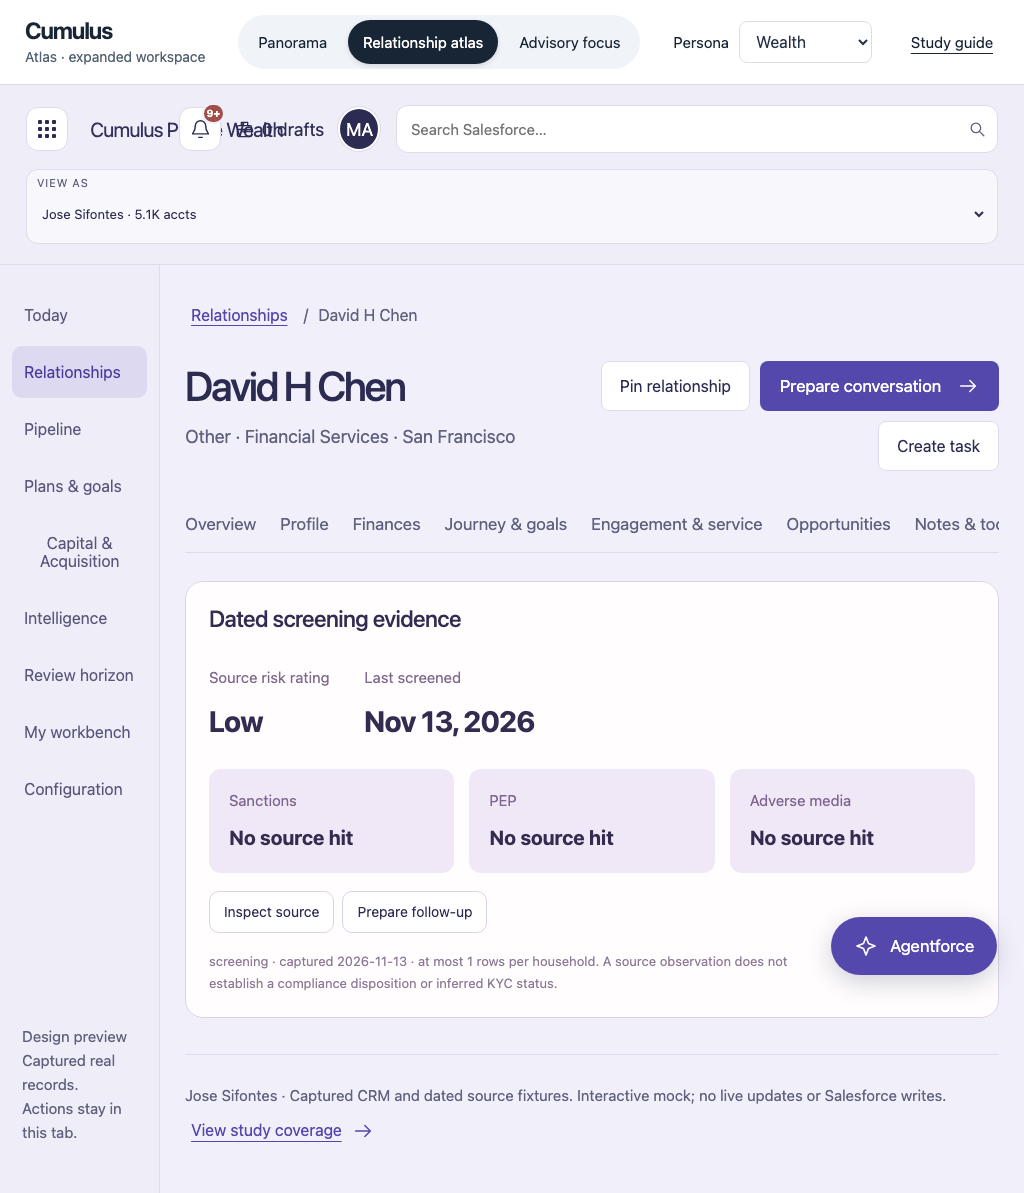 Cumulus
Atlas · expanded workspace
Panorama
Relationship atlas
Advisory focus
Persona
Wealth
Study guide
Cumulus P
Wealth
9+
drafts
MA
Search Salesforce...
VIEW AS
Jose Sifontes · 5.1K accts
Today
Relationships
Pipeline
Plans & goals
Capital &
Acquisition
Intelligence
Review horizon
My workbench
Configuration
Design preview
Captured real
records.
Actions stay in
this tab.
Relationships / David H Chen
David H Chen
Other · Financial Services · San Francisco
Pin relationship
Prepare conversation
Create task
Overview
Profile
Finances
Journey & goals
Engagement & service
Opportunities
Notes & too
Dated screening evidence
Source risk rating
Low
Last screened
Nov 13, 2026
Sanctions
No source hit
PEP
No source hit
Adverse media
No source hit
Inspect source
Prepare follow-up
screening · captured 2026-11-13 · at most 1 rows per household. A source observation does not
establish a compliance disposition or inferred KYC status.
Agentforce
Jose Sifontes · Captured CRM and dated source fixtures. Interactive mock; no live updates or Salesforce writes.
View study coverage